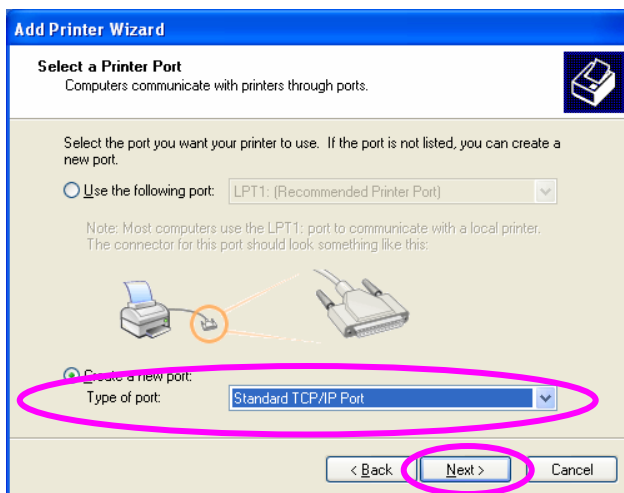 Add Printer Wizard
Select a Printer Port
Computers communicate with printers through ports.
Select the port you want your printer to use. If the port is not listed, you can create a
new port.
Use the following port: LPT1: (Recommended Printer Port)
Note: Most computers use the LPT1: port to communicate with a local printer.
The connector for this port should look something like this:
Create a new port:
Type of port: Standard TCP/IP Port
< Back Next > Cancel